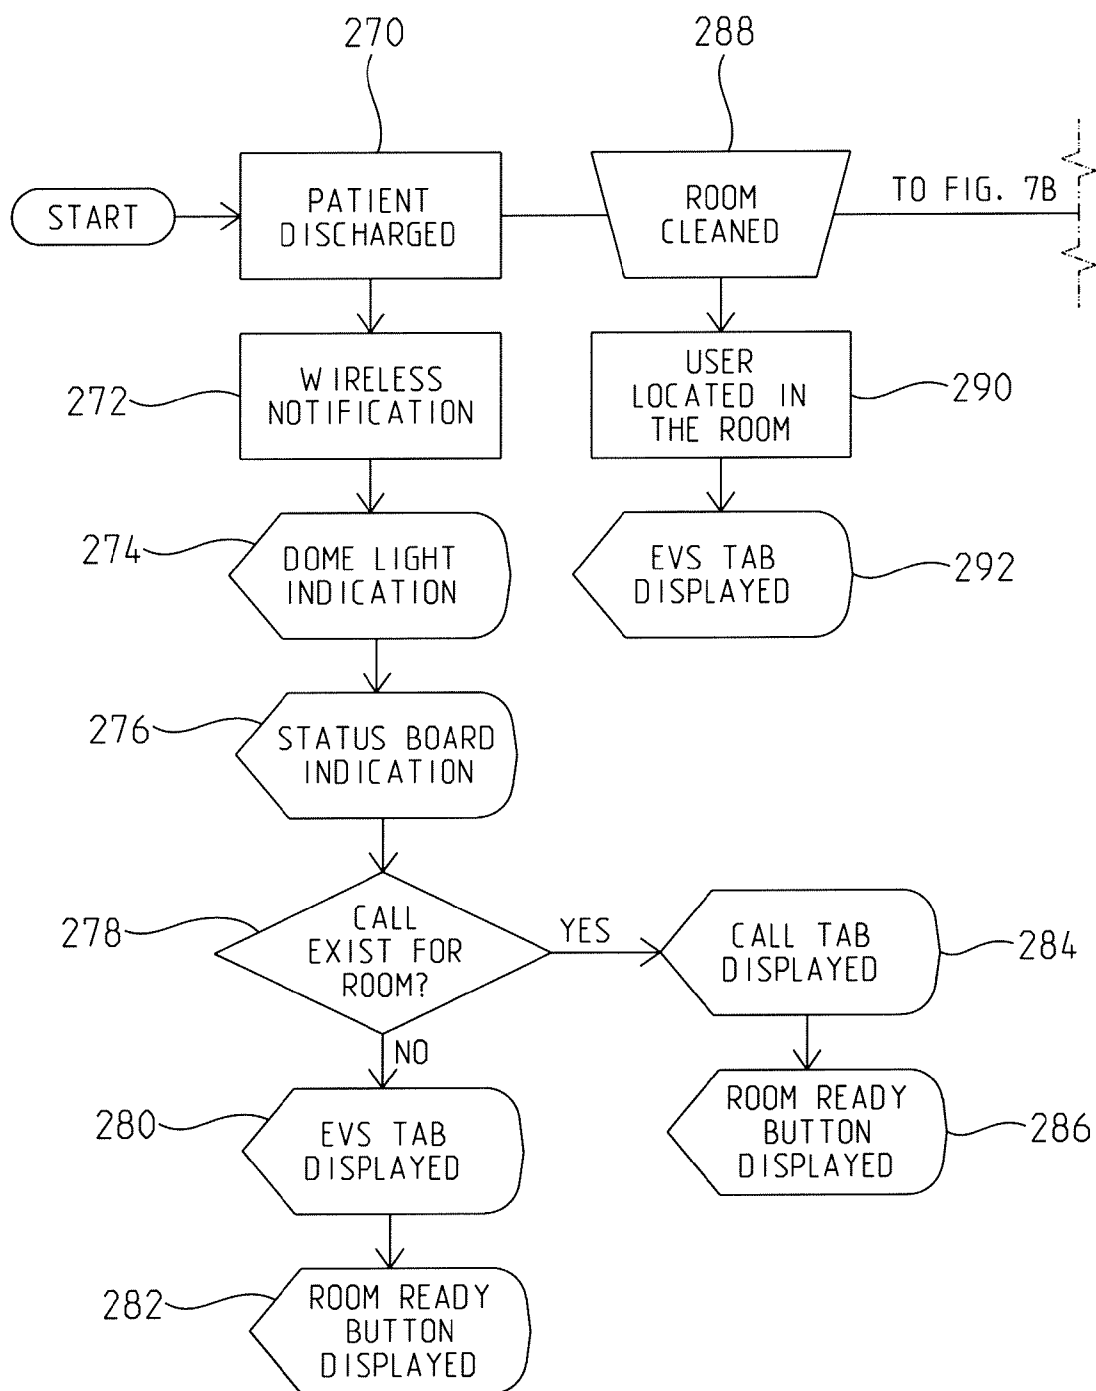 270
288
START
PATIENT
DISCHARGED
ROOM
CLEANED
TO FIG. 7B
272
WIRELESS
NOTIFICATION
USER
LOCATED IN
THE ROOM
290
274
DOME LIGHT
INDICATION
EVS TAB
DISPLAYED
292
276
STATUS BOARD
INDICATION
278
CALL
EXIST FOR
ROOM?
YES
CALL TAB
DISPLAYED
284
NO
280
EVS TAB
DISPLAYED
ROOM READY
BUTTON
DISPLAYED
286
282
ROOM READY
BUTTON
DISPLAYED